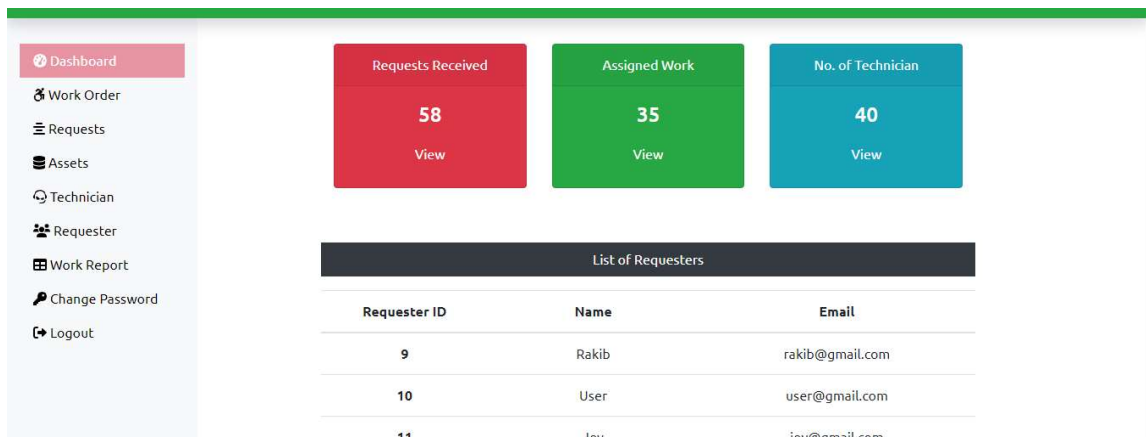 Dashboard
Work Order
Requests
Assets
Technician
Requester
Work Report
Change Password
Logout
Requests Received
58
View
Assigned Work
35
View
No. of Technician
40
View
List of Requesters
Requester ID Name Email
9 Rakib rakib@gmail.com
10 User user@gmail.com
11